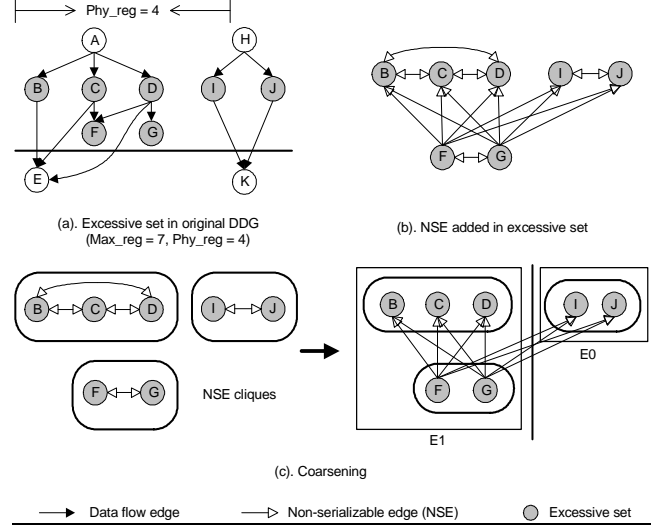 Phy_reg = 4
A H
B C D I J
F G
E K
(a). Excessive set in original DDG
(Max_reg = 7, Phy_reg = 4)
B C D I J
F G
(b). NSE added in excessive set
B C D I J
F G NSE cliques
B C D I J
F G
E0
E1
(c). Coarsening
Data flow edge Non-serializable edge (NSE) Excessive set